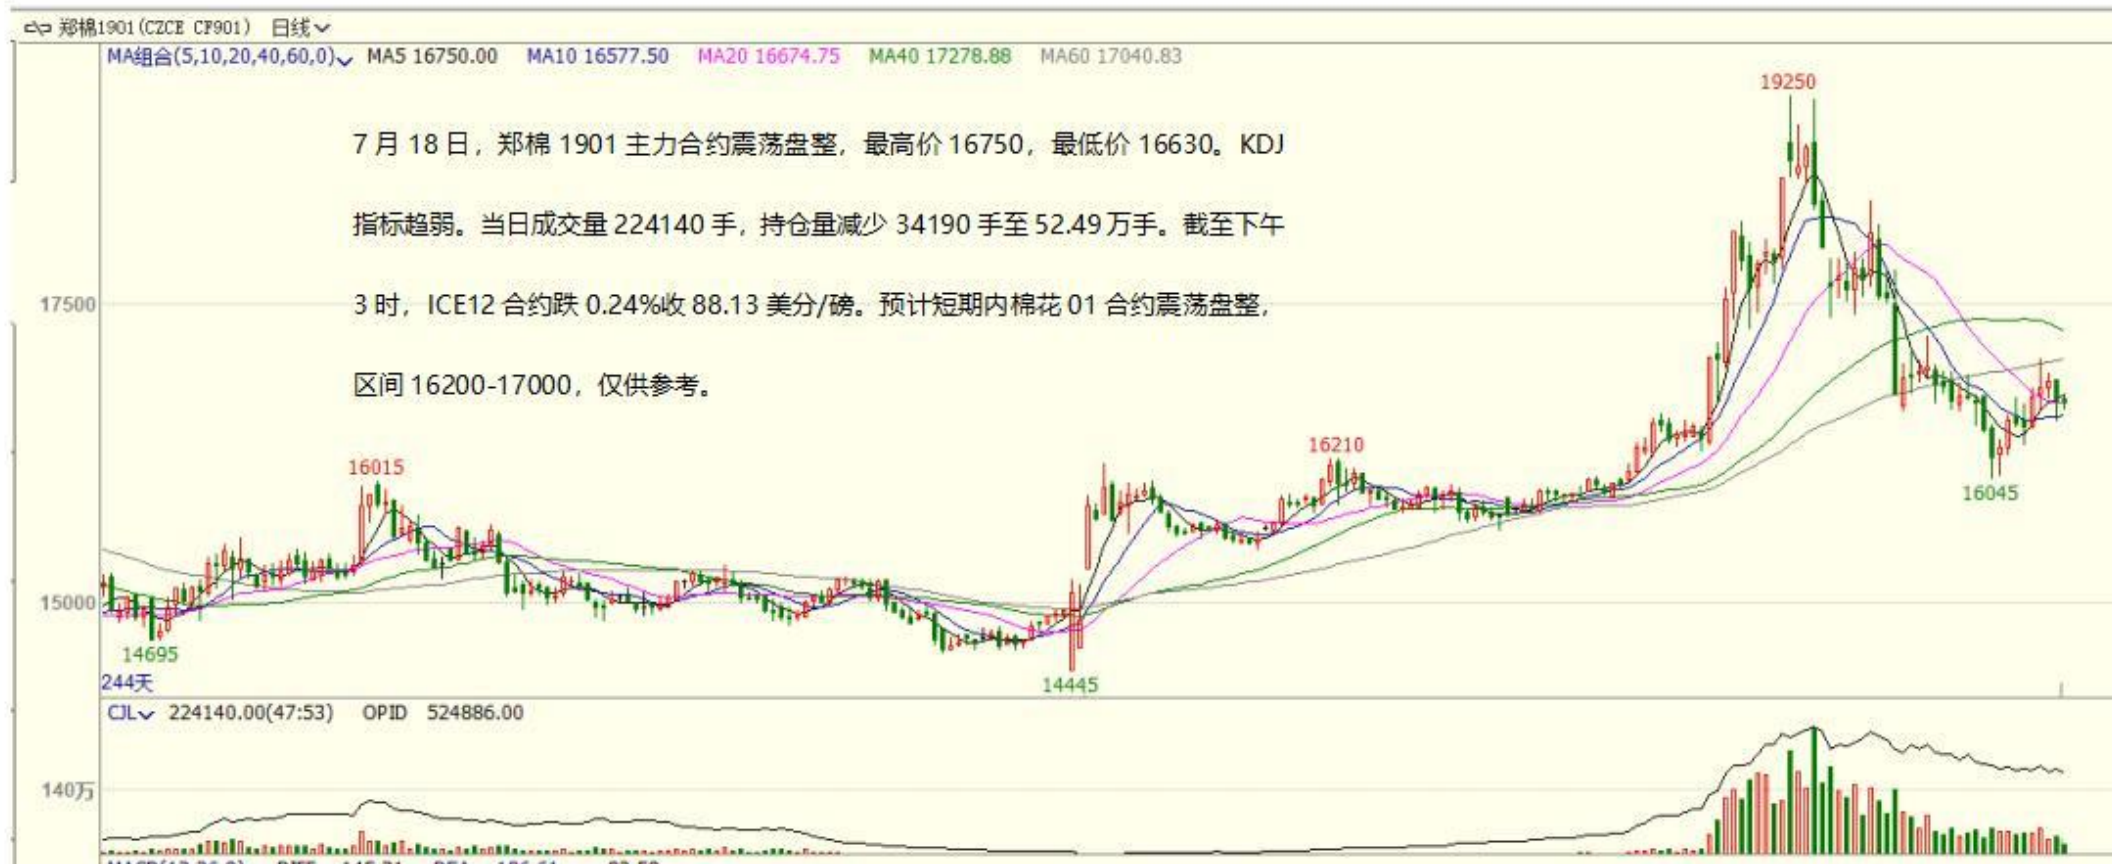 郑棉1901(CZCE CF901) 日线
MA组合(5,10,20,40,60,0) MA5 16750.00 MA10 16577.50 MA20 16674.75 MA40 17278.88 MA60 17040.83
19250
7月18日，郑棉1901主力合约震荡盘整，最高价16750，最低价16630。KDJ
指标趋弱。当日成交量224140手，持仓量减少34190手至52.49万手。截至下午
17500
3时，ICE12合约跌0.24%收88.13美分/磅。预计短期内棉花01合约震荡盘整，
区间16200-17000，仅供参考。
16210
16015
16045
15000
14695
244天
14445
CJL 224140.00(47:53) OPID 524886.00
140万